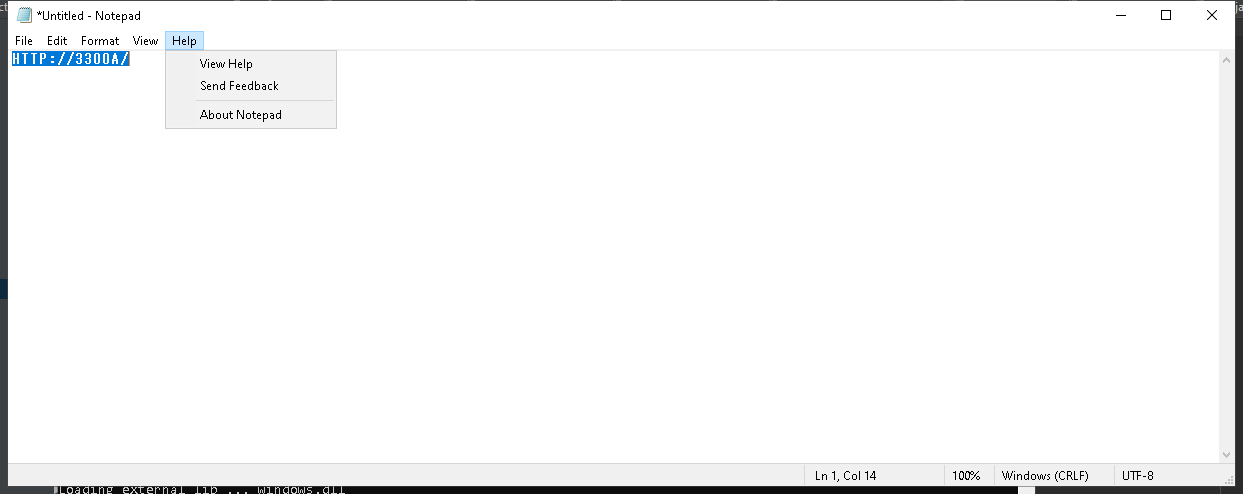 *Untitled - Notepad
File Edit Format View Help
HTTP://3300A/
View Help
Send Feedback
About Notepad
Ln 1, Col 14 100% Windows (CRLF) UTF-8
Loading external lib ... windows.dll